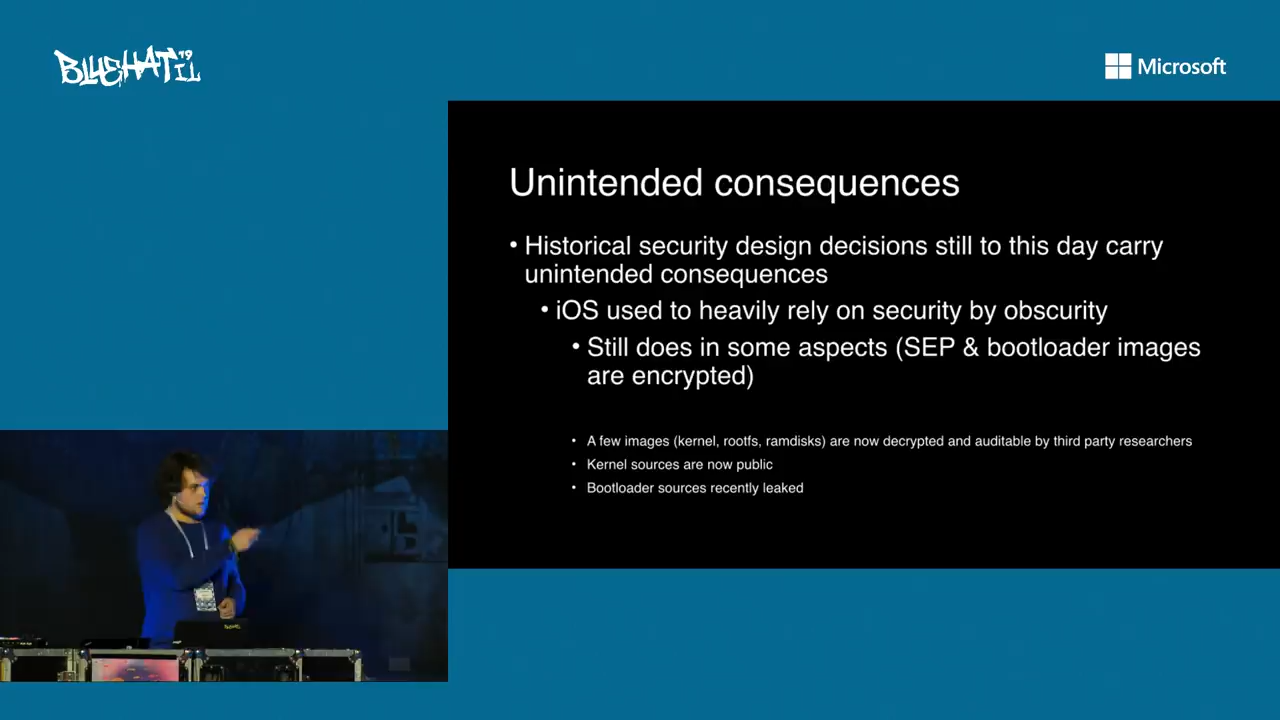 BLUEHAT IL 19
Microsoft
Unintended consequences
• Historical security design decisions still to this day carry
unintended consequences
• iOS used to heavily rely on security by obscurity
• Still does in some aspects (SEP & bootloader images
are encrypted)
• A few images (kernel, rootfs, ramdisks) are now decrypted and auditable by third party researchers
• Kernel sources are now public
• Bootloader sources recently leaked